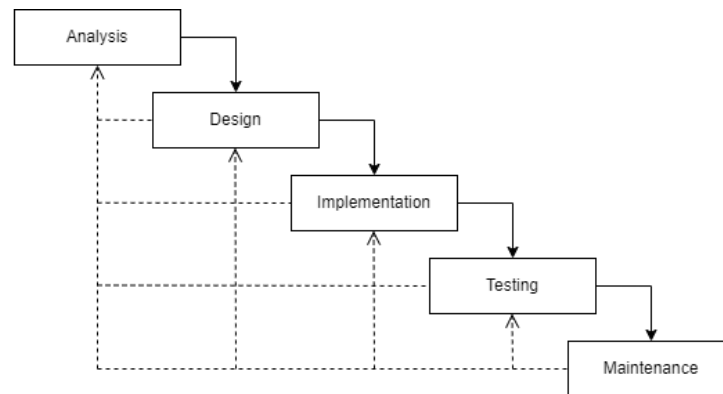 Analysis
Design
Implementation
Testing
Maintenance